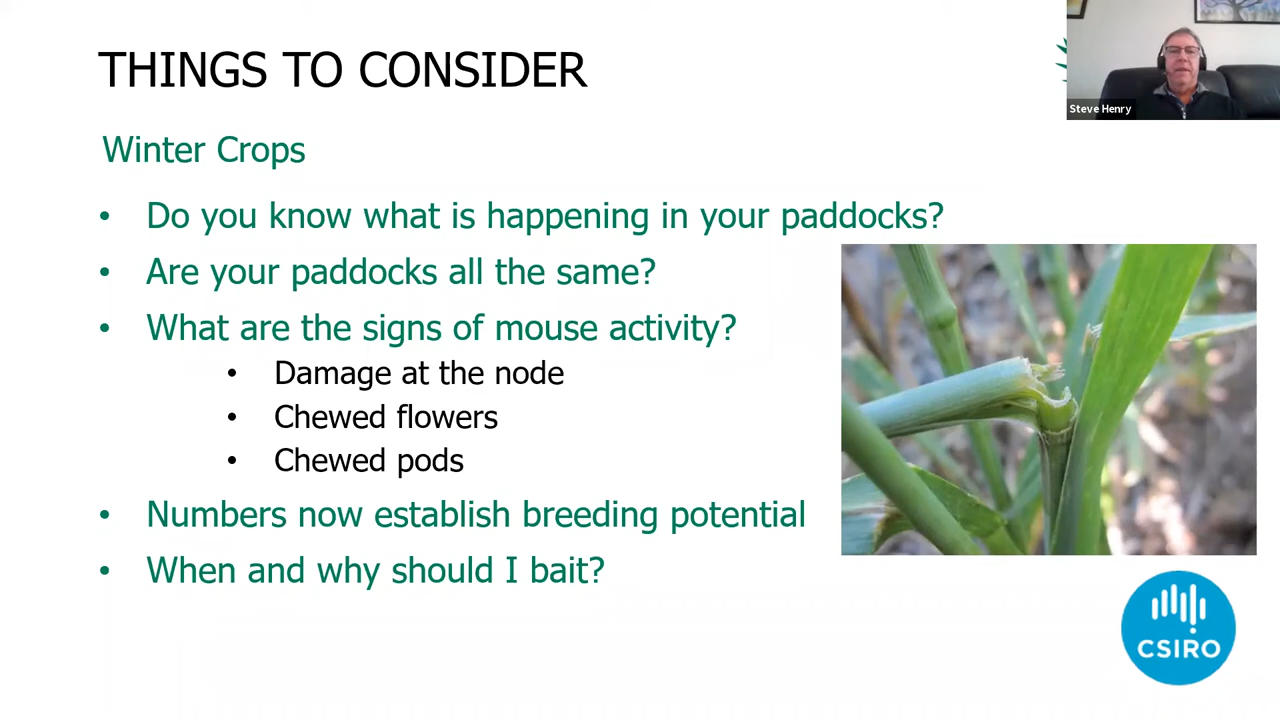 THINGS TO CONSIDER
Steve Henry
Winter Crops
• Do you know what is happening in your paddocks?
• Are your paddocks all the same?
• What are the signs of mouse activity?
• Damage at the node
• Chewed flowers
• Chewed pods
• Numbers now establish breeding potential
• When and why should I bait?
CSIRO